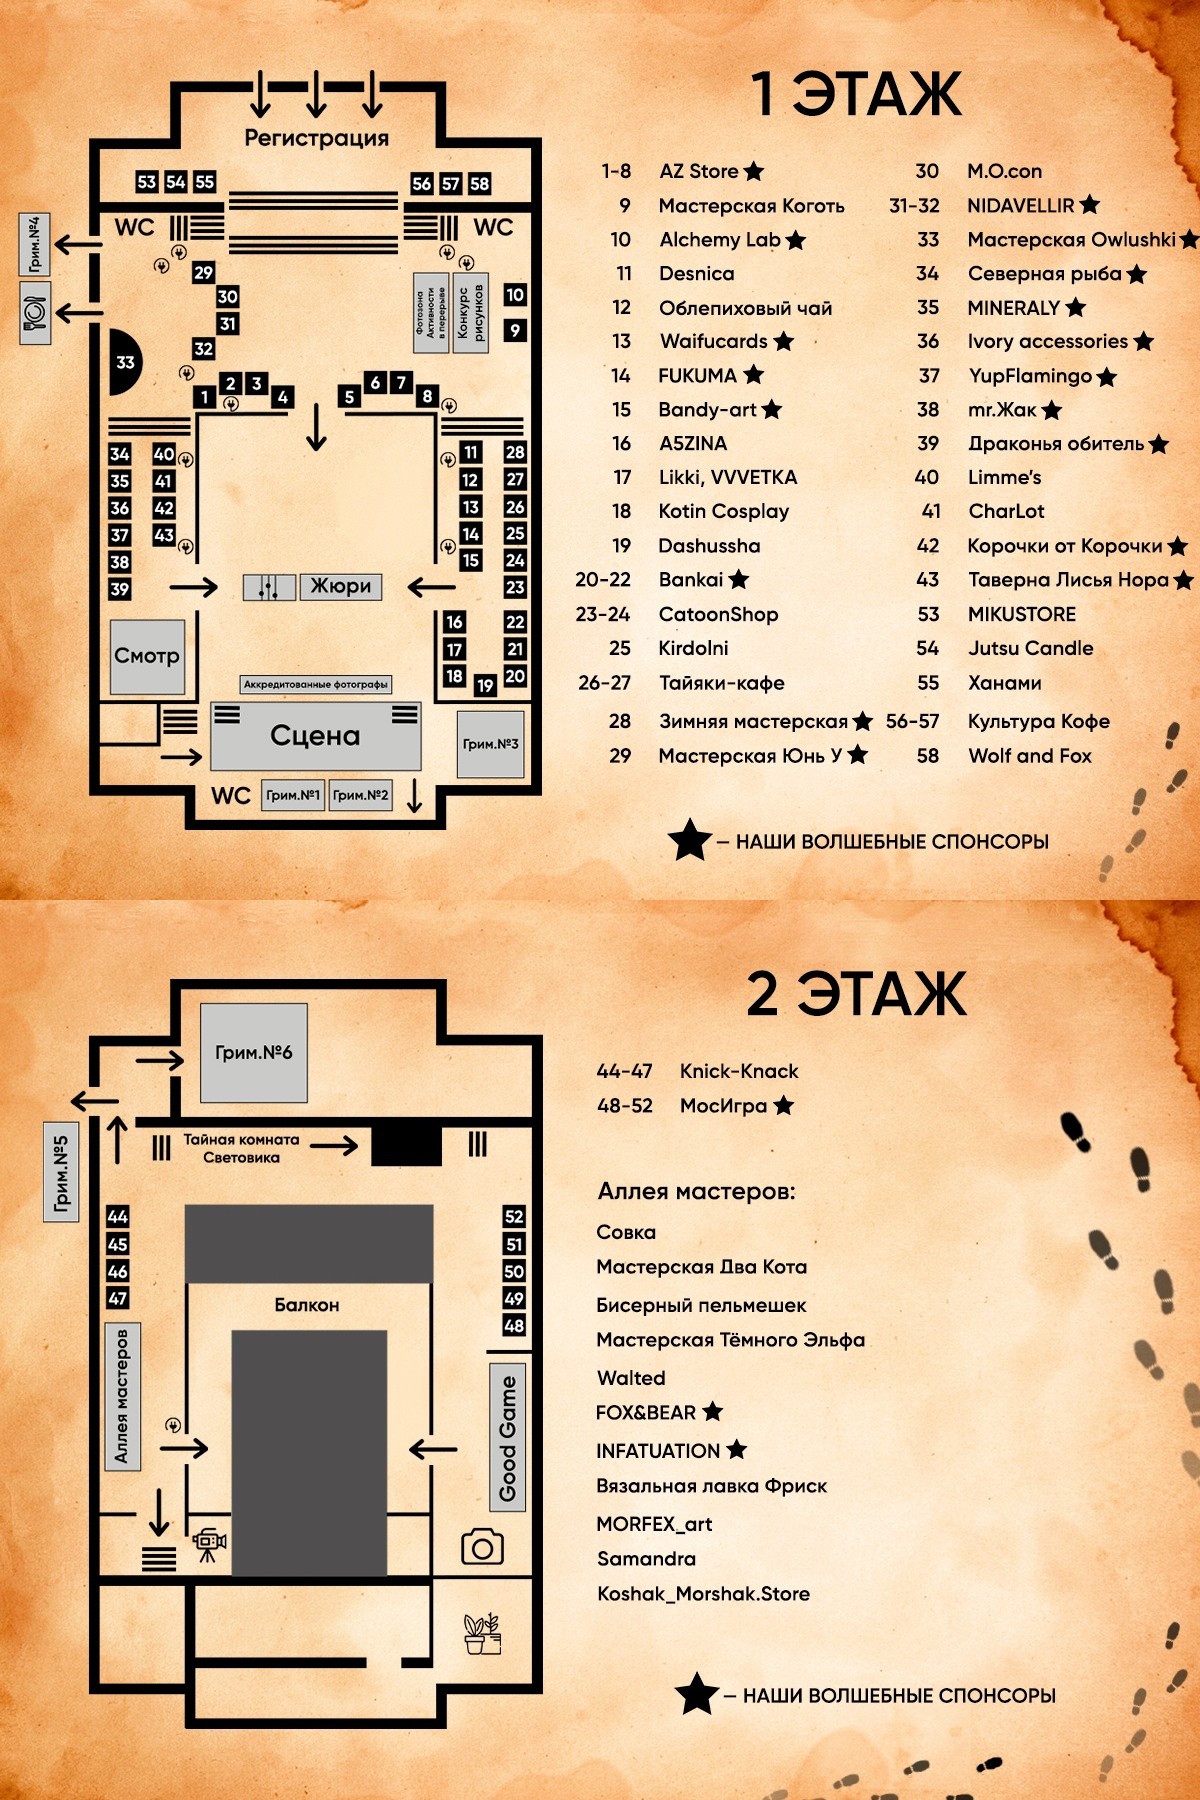 1 ЭТАЖ
Регистрация
53 54 55
56 57 58
WC
WC
Грим.№4
29
30
31
32
33
Фотозона
Активности
в перерыве
Конкурс
рисунков
10
9
1 2 3 4
5 6 7 8
34 40
35 41
36 42
37 43
38
39
11 28
12 27
13 26
14 25
15 24
23
Жюри
16 22
17 21
18 19 20
Смотр
Аккредитованные фотографы
Сцена
Грим.№3
WC
Грим.№1
Грим.№2
1-8 AZ Store
9 Мастерская Коготь
10 Alchemy Lab
11 Desnica
12 Облепиховый чай
13 Waifucards
14 FUKUMA
15 Bandy-art
16 A5ZINA
17 Likki, VVVETKA
18 Kotin Cosplay
19 Dashussha
20-22 Bankai
23-24 CatoonShop
25 Kirdolni
26-27 Тайяки-кафе
28 Зимняя мастерская
29 Мастерская Юнь У
30 M.O.con
31-32 NIDAVELLIR
33 Мастерская Owlushki
34 Северная рыба
35 MINERALY
36 Ivory accessories
37 YupFlamingo
38 mr.Жак
39 Драконья обитель
40 Limme’s
41 CharLot
42 Корочки от Корочки
43 Таверна Лисья Нора
53 MIKUSTORE
54 Jutsu Candle
55 Ханами
56-57 Культура Кофе
58 Wolf and Fox
– НАШИ ВОЛШЕБНЫЕ СПОНСОРЫ
2 ЭТАЖ
Грим.№6
Грим.№5
Тайная комната
Световика
44
45
46
47
52
51
50
49
48
Балкон
Аллея мастеров
Good Game
44-47 Knick-Knack
48-52 МосИгра
Аллея мастеров:
Совка
Мастерская Два Кота
Бисерный пельмешек
Мастерская Тёмного Эльфа
Walted
FOX&BEAR
INFATUATION
Вязальная лавка Фриск
MORFEX_art
Samandra
Koshak_Morshak.Store
– НАШИ ВОЛШЕБНЫЕ СПОНСОРЫ